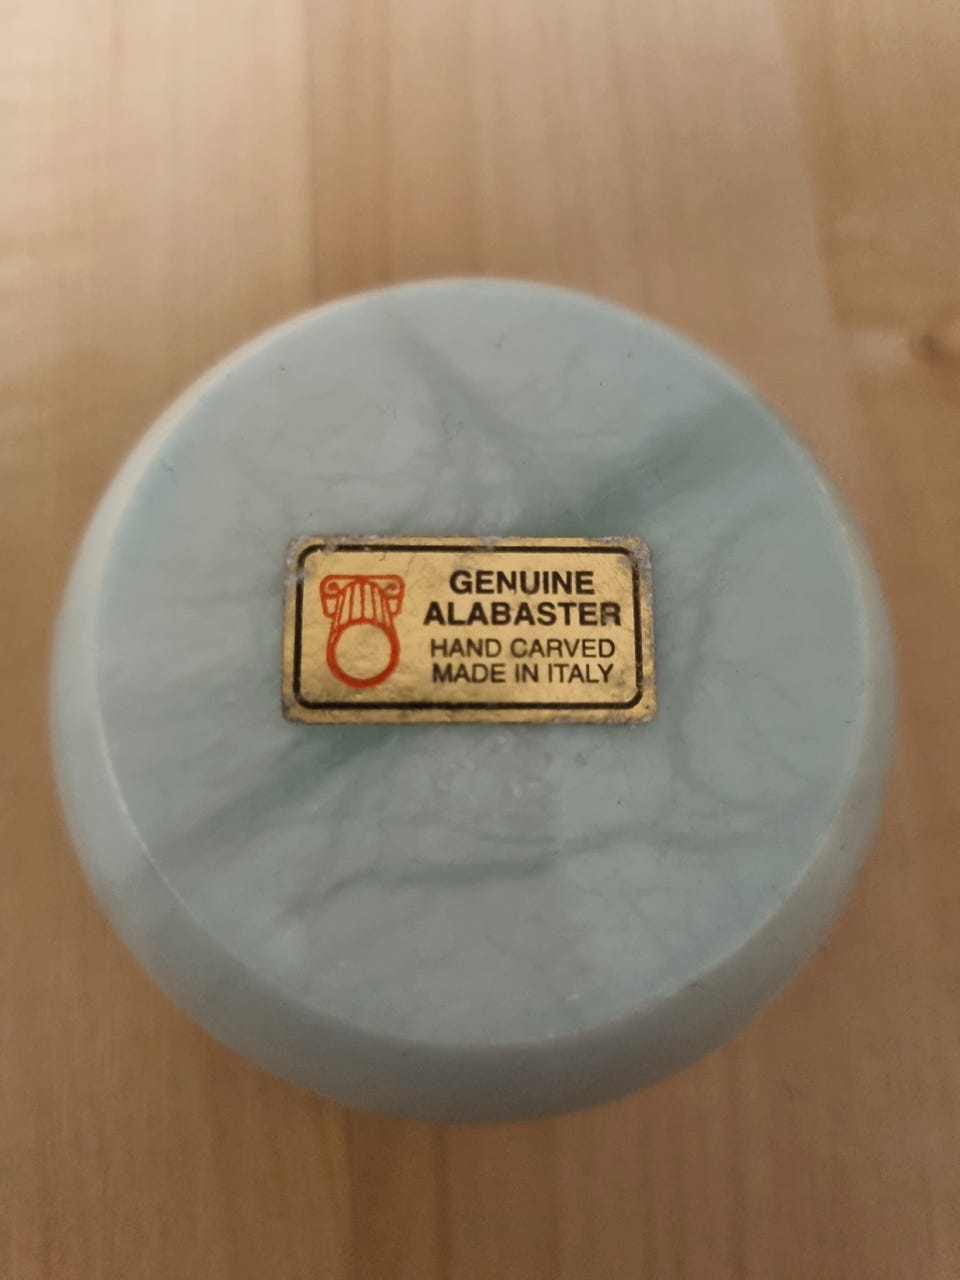 GENUINE
ALABASTER
HAND CARVED
MADE IN ITALY